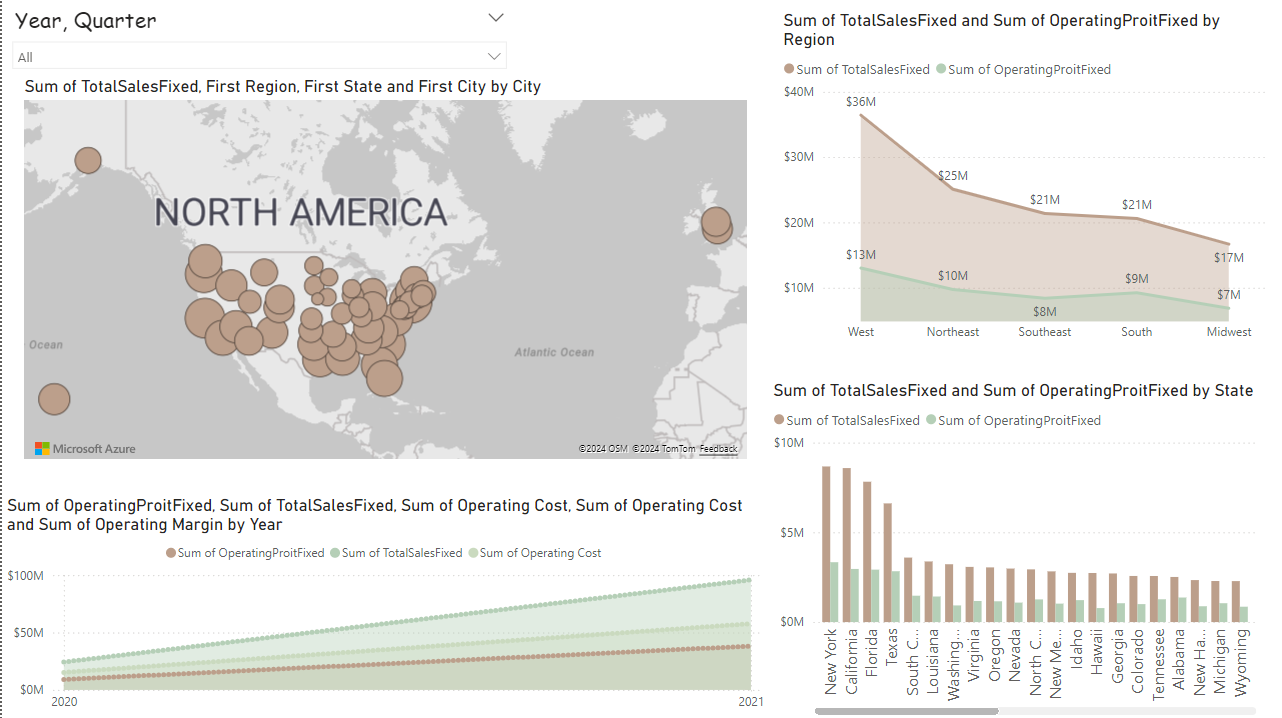 Year, Quarter
All
Sum of TotalSalesFixed, First Region, First State and First City by City
NORTH AMERICA
Ocean
Atlantic Ocean
Microsoft Azure
©2024 OSM ©2024 TomTom Feedback
Sum of OperatingProitFixed, Sum of TotalSalesFixed, Sum of Operating Cost, Sum of Operating Cost
and Sum of Operating Margin by Year
Sum of OperatingProitFixed Sum of TotalSalesFixed Sum of Operating Cost
$100M
$50M
$0M
2020 2021
Sum of TotalSalesFixed and Sum of OperatingProitFixed by
Region
Sum of TotalSalesFixed Sum of OperatingProitFixed
$40M
$36M
$30M
$25M
$21M
$21M
$20M
$17M
$13M
$10M
$9M
$7M
$10M
$8M
West Northeast Southeast South Midwest
Sum of TotalSalesFixed and Sum of OperatingProitFixed by State
Sum of TotalSalesFixed Sum of OperatingProitFixed
$10M
$5M
$0M
New York
California
Florida
Texas
South C...
Louisiana
Washing...
Virginia
Oregon
Nevada
North C...
New Me...
Idaho
Hawaii
Georgia
Colorado
Tennessee
Alabama
New Ha...
Michigan
Wyoming